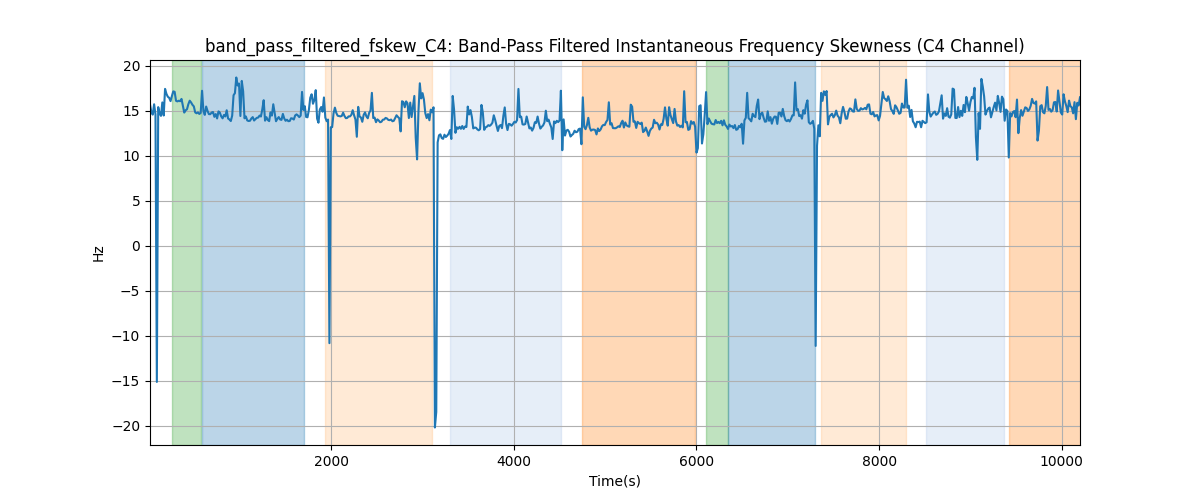 band_pass_filtered_fskew_C4: Band-Pass Filtered Instantaneous Frequency Skewness (C4 Channel)
20
15
10
5
0
−5
−10
−15
−20
Hz
2000 4000 6000 8000 10000
Time(s)